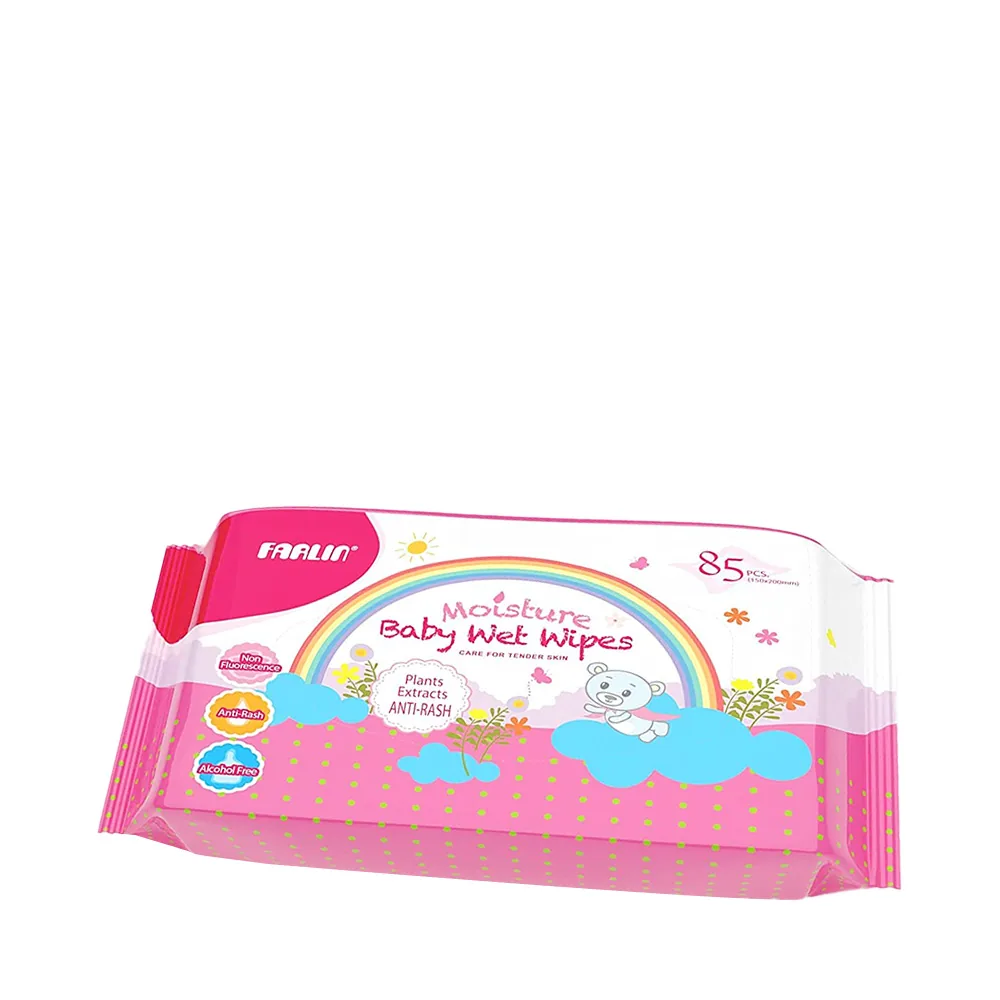 FARLIN®
85 PCS.
(150x200mm)
Moisture
Baby Wet Wipes
CARE FOR TENDER SKIN
Non
Fluorescence
Plants
Extracts
ANTI-RASH
Anti-Rash
Alcohol Free